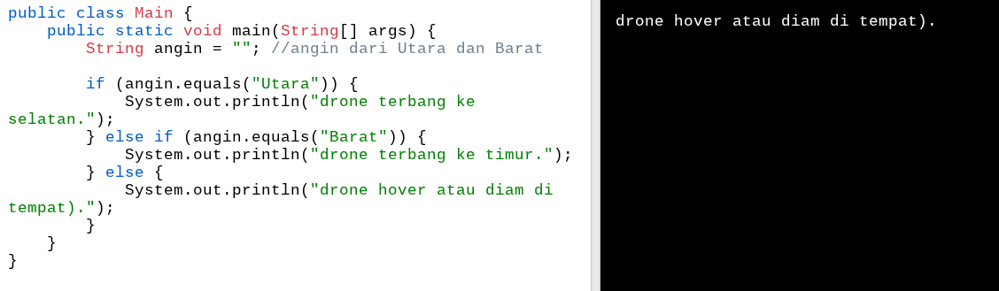 public class Main {
    public static void main(String[] args) {
        String angin = ""; //angin dari Utara dan Barat

        if (angin.equals("Utara")) {
            System.out.println("drone terbang ke
selatan.");
        } else if (angin.equals("Barat")) {
            System.out.println("drone terbang ke timur.");
        } else {
            System.out.println("drone hover atau diam di
tempat).");
        }
    }
}
drone hover atau diam di tempat).